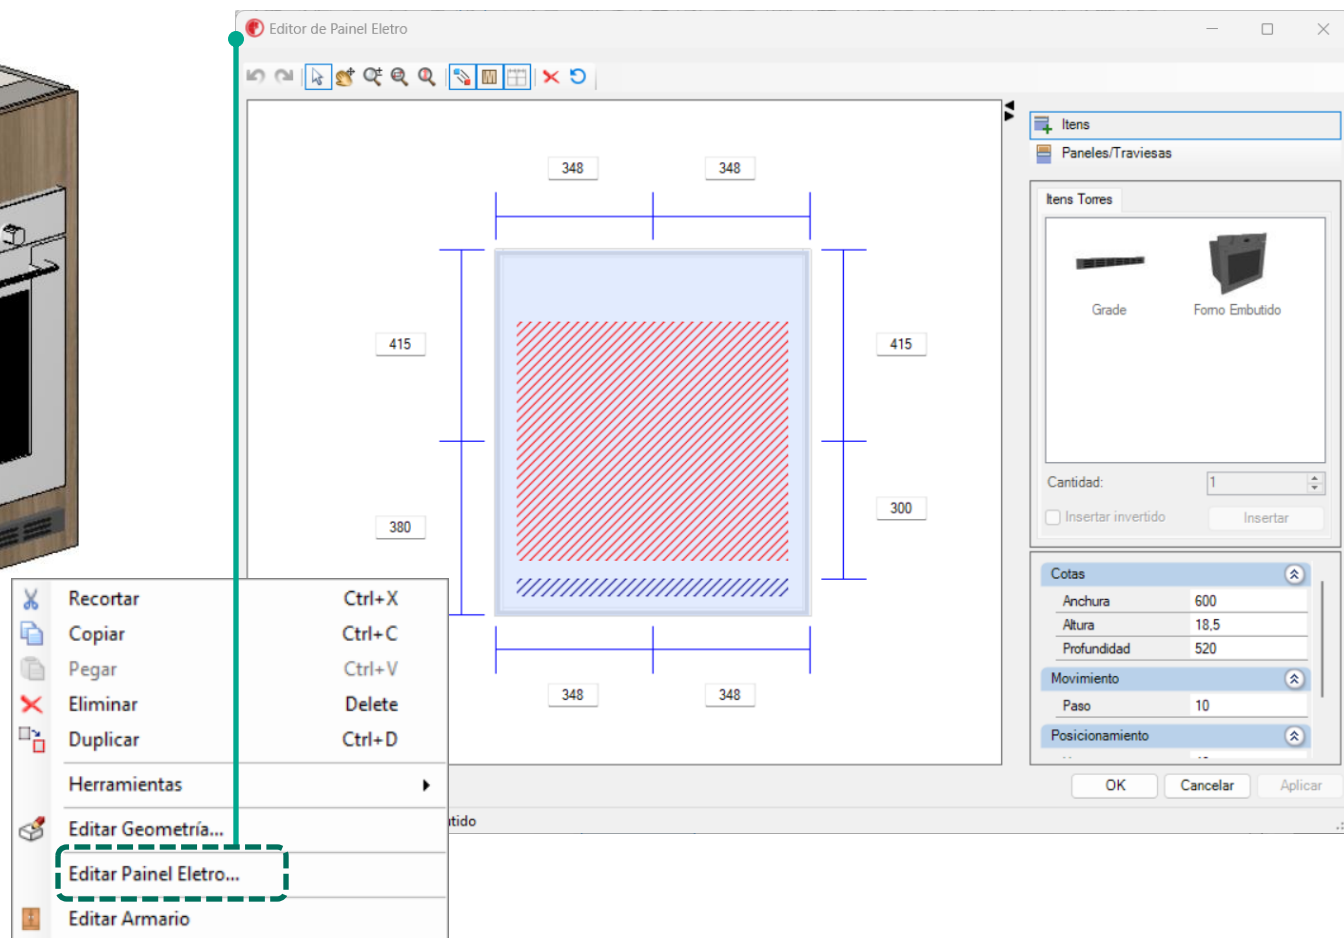 Editor de Painel Eletro
348 348
415 415
380 300
348 348
Itens
Paneles/Traviesas
Itens Torres
Grade Forno Embutido
Cantidad: 1
Insertar invertido Insertar
Cotas
Anchura 600
Altura 18,5
Profundidad 520
Movimiento
Paso 10
Posicionamiento
OK Cancelar Aplicar
Recortar Ctrl+X
Copiar Ctrl+C
Pegar Ctrl+V
Eliminar Delete
Duplicar Ctrl+D
Herramientas
Editar Geometría...
Editar Painel Eletro...
Editar Armario